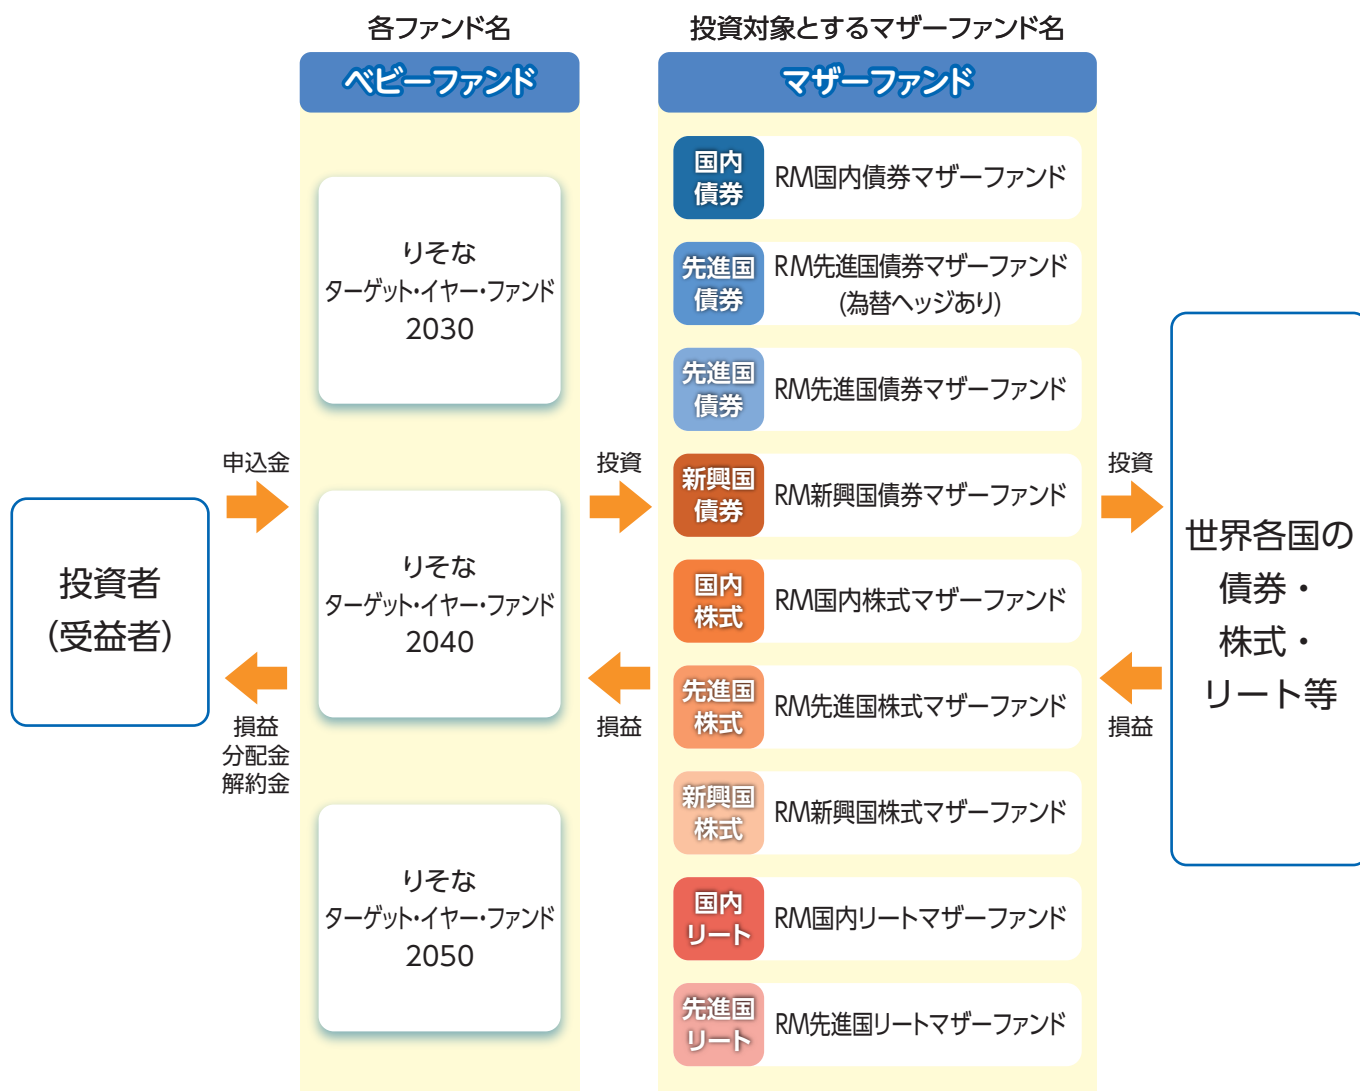 各ファンド名
投資対象とするマザーファンド名
ベビーファンド
マザーファンド
投資者
(受益者)
申込金
損益
分配金
解約金
りそな
ターゲット・イヤー・ファンド
2030
りそな
ターゲット・イヤー・ファンド
2040
りそな
ターゲット・イヤー・ファンド
2050
投資
損益
国内
債券
RM国内債券マザーファンド
先進国
債券
RM先進国債券マザーファンド
(為替ヘッジあり)
先進国
債券
RM先進国債券マザーファンド
新興国
債券
RM新興国債券マザーファンド
国内
株式
RM国内株式マザーファンド
先進国
株式
RM先進国株式マザーファンド
新興国
株式
RM新興国株式マザーファンド
国内
リート
RM国内リートマザーファンド
先進国
リート
RM先進国リートマザーファンド
投資
損益
世界各国の
債券・
株式・
リート等